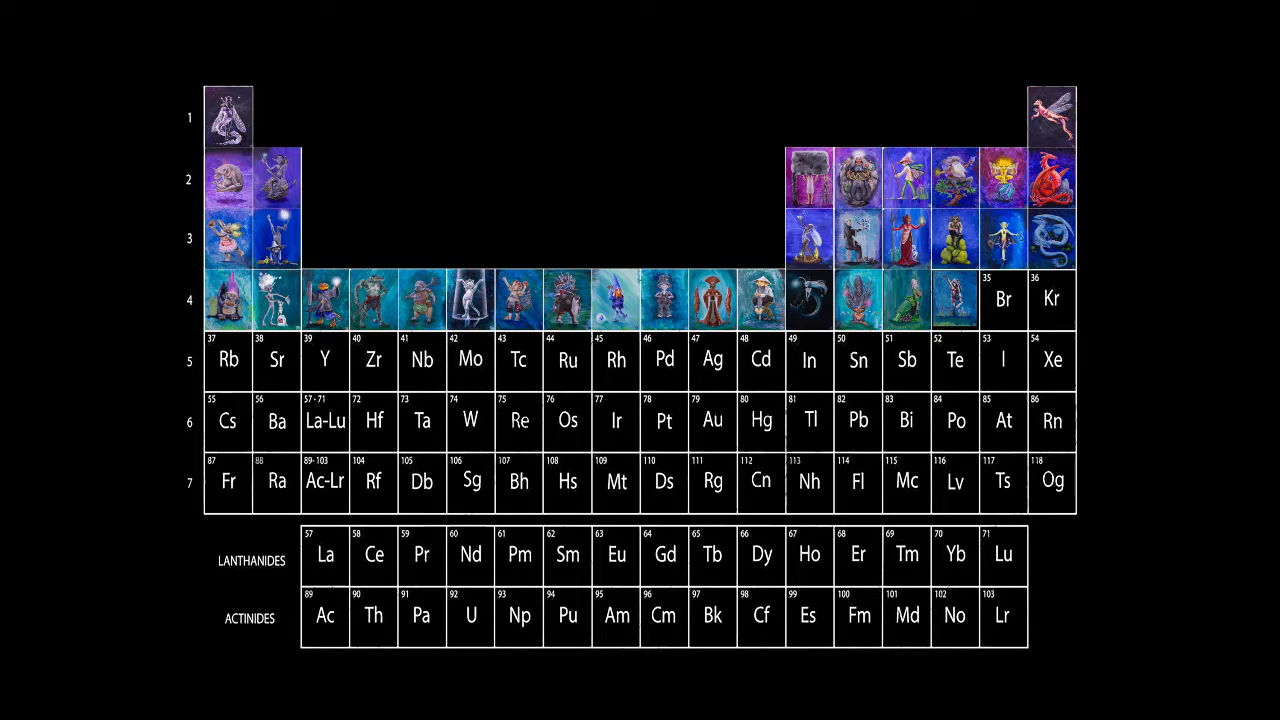 1
2
3
4 35 Br 36 Kr
37 Rb 38 Sr 39 Y 40 Zr 41 Nb 42 Mo 43 Tc 44 Ru 45 Rh 46 Pd 47 Ag 48 Cd 49 In 50 Sn 51 Sb 52 Te 53 I 54 Xe
5
55 Cs 56 Ba 57-71 La-Lu 72 Hf 73 Ta 74 W 75 Re 76 Os 77 Ir 78 Pt 79 Au 80 Hg 81 Tl 82 Pb 83 Bi 84 Po 85 At 86 Rn
6
87 Fr 88 Ra 89-103 Ac-Lr 104 Rf 105 Db 106 Sg 107 Bh 108 Hs 109 Mt 110 Ds 111 Rg 112 Cn 113 Nh 114 Fl 115 Mc 116 Lv 117 Ts 118 Og
7
LANTHANIDES 57 La 58 Ce 59 Pr 60 Nd 61 Pm 62 Sm 63 Eu 64 Gd 65 Tb 66 Dy 67 Ho 68 Er 69 Tm 70 Yb 71 Lu
ACTINIDES 89 Ac 90 Th 91 Pa 92 U 93 Np 94 Pu 95 Am 96 Cm 97 Bk 98 Cf 99 Es 100 Fm 101 Md 102 No 103 Lr